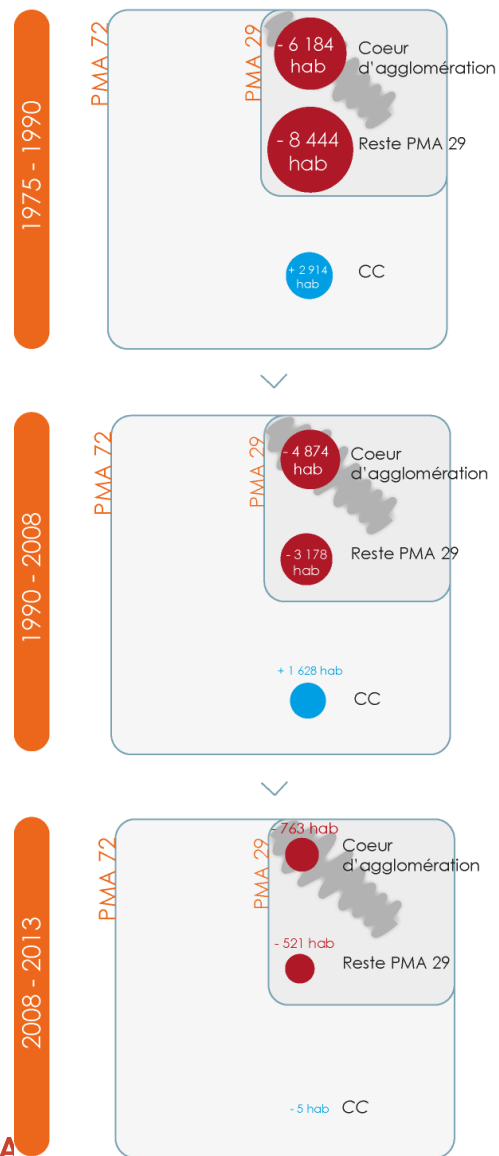 1975 - 1990
PMA 72
PMA 29
- 6 184
hab
Coeur
d'agglomération
- 8 444
hab
Reste PMA 29
+ 2 914
hab
CC
1990 - 2008
PMA 72
PMA 29
- 4 874
hab
Coeur
d'agglomération
- 3 178
hab
Reste PMA 29
+ 1 628 hab
CC
2008 - 2013
PMA 72
PMA 29
- 763 hab
Coeur
d'agglomération
- 521 hab
Reste PMA 29
- 5 hab
CC
A